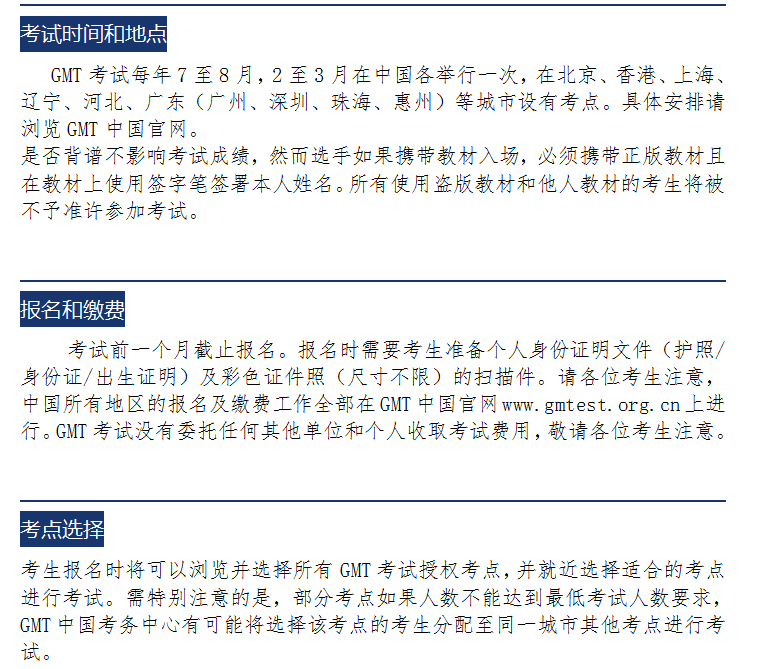 考试时间和地点
GMT 考试每年 7 至 8 月，2 至 3 月在中国各举行一次，在北京、香港、上海、
辽宁、河北、广东（广州、深圳、珠海、惠州）等城市设有考点。具体安排请
浏览 GMT 中国官网。
是否背谱不影响考试成绩，然而选手如果携带教材入场，必须携带正版教材且
在教材上使用签字笔签署本人姓名。所有使用盗版教材和他人教材的考生将被
不予准许参加考试。
报名和缴费
考试前一个月截止报名。报名时需要考生准备个人身份证明文件（护照/
身份证/出生证明）及彩色证件照（尺寸不限）的扫描件。请各位考生注意，
中国所有地区的报名及缴费工作全部在 GMT 中国官网 www.gmtest.org.cn 上进
行。GMT 考试没有委托任何其他单位和个人收取考试费用，敬请各位考生注意。
考点选择
考生报名时将可以浏览并选择所有 GMT 考试授权考点，并就近选择适合的考点
进行考试。需特别注意的是，部分考点如果人数不能达到最低考试人数要求，
GMT 中国考务中心有可能将选择该考点的考生分配至同一城市其他考点进行考
试。